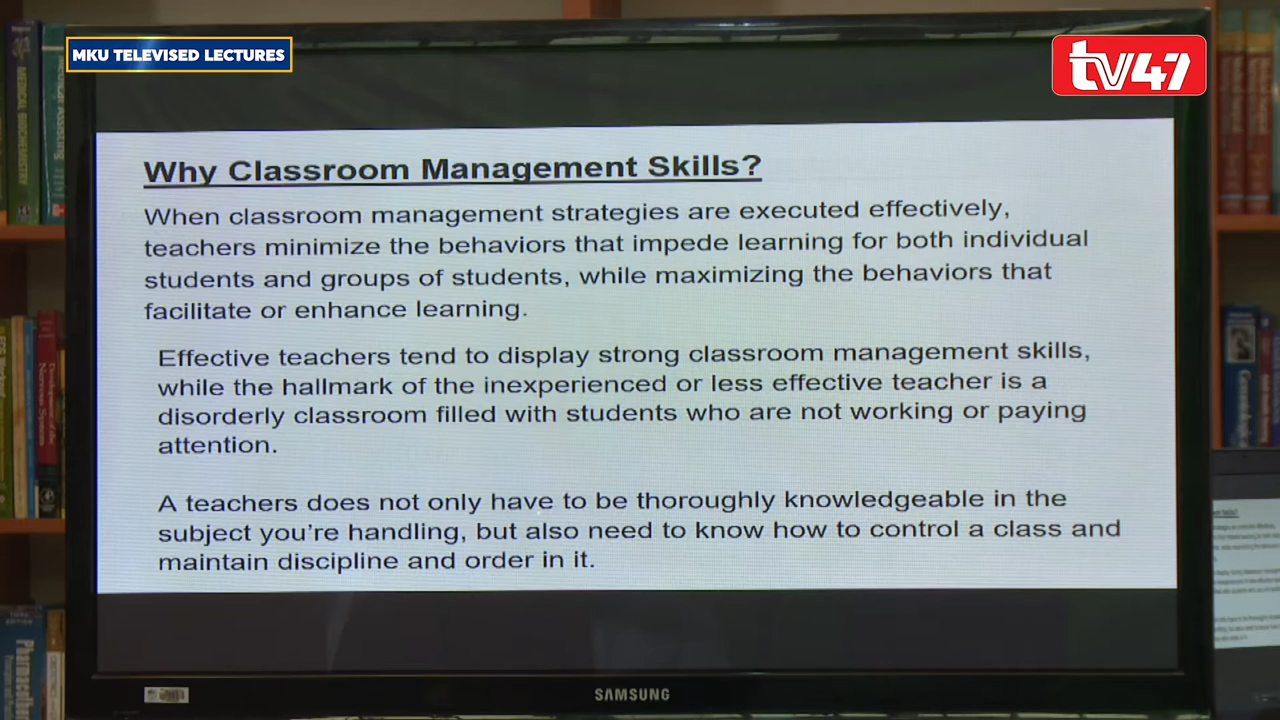 MKU TELEVISED LECTURES
tv47
Why Classroom Management Skills?
When classroom management strategies are executed effectively,
teachers minimize the behaviors that impede learning for both individual
students and groups of students, while maximizing the behaviors that
facilitate or enhance learning.
Effective teachers tend to display strong classroom management skills,
while the hallmark of the inexperienced or less effective teacher is a
disorderly classroom filled with students who are not working or paying
attention.
A teachers does not only have to be thoroughly knowledgeable in the
subject you're handling, but also need to know how to control a class and
maintain discipline and order in it.
SAMSUNG